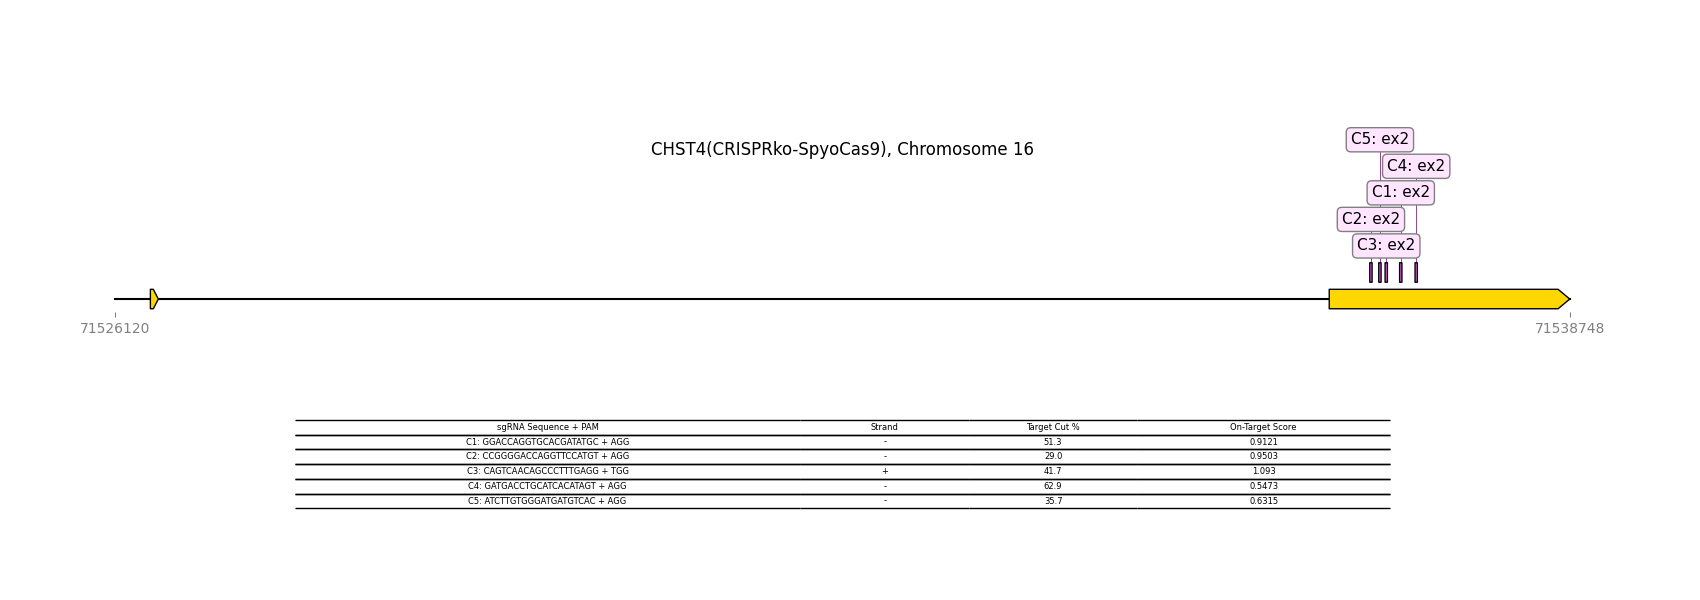 CHST4(CRISPRko-SpyoCas9), Chromosome 16
C5: ex2
C4: ex2
C1: ex2
C2: ex2
C3: ex2
71526120
71538748
sgRNA Sequence + PAM Strand Target Cut % On-Target Score
C1: GGACCAGGTGCACGATATGC + AGG - 51.3 0.9121
C2: CCGGGGACCAGGTTCCATGT + AGG - 29.0 0.9503
C3: CAGTCAACAGCCCTTTGAGG + TGG + 41.7 1.093
C4: GATGACCTGCATCACATAGT + AGG - 62.9 0.5473
C5: ATCTTGTGGGATGATGTCAC + AGG - 35.7 0.6315